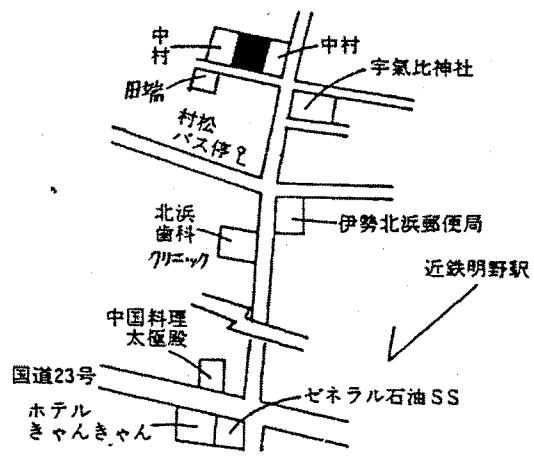 中村
中村
宇氣比神社
田端
村松
バス停
北浜
歯科
クリニック
伊勢北浜郵便局
近鉄明野駅
中国料理
太極殿
国道23号
ゼネラル石油SS
ホテル
きゃんきゃん